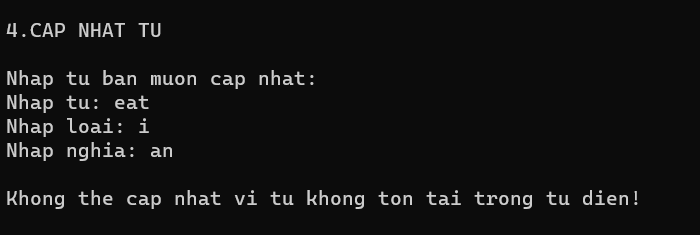 4.CAP NHAT TU
Nhap tu ban muon cap nhat:
Nhap tu: eat
Nhap loai: i
Nhap nghia: an
Khong the cap nhat vi tu khong ton tai trong tu dien!